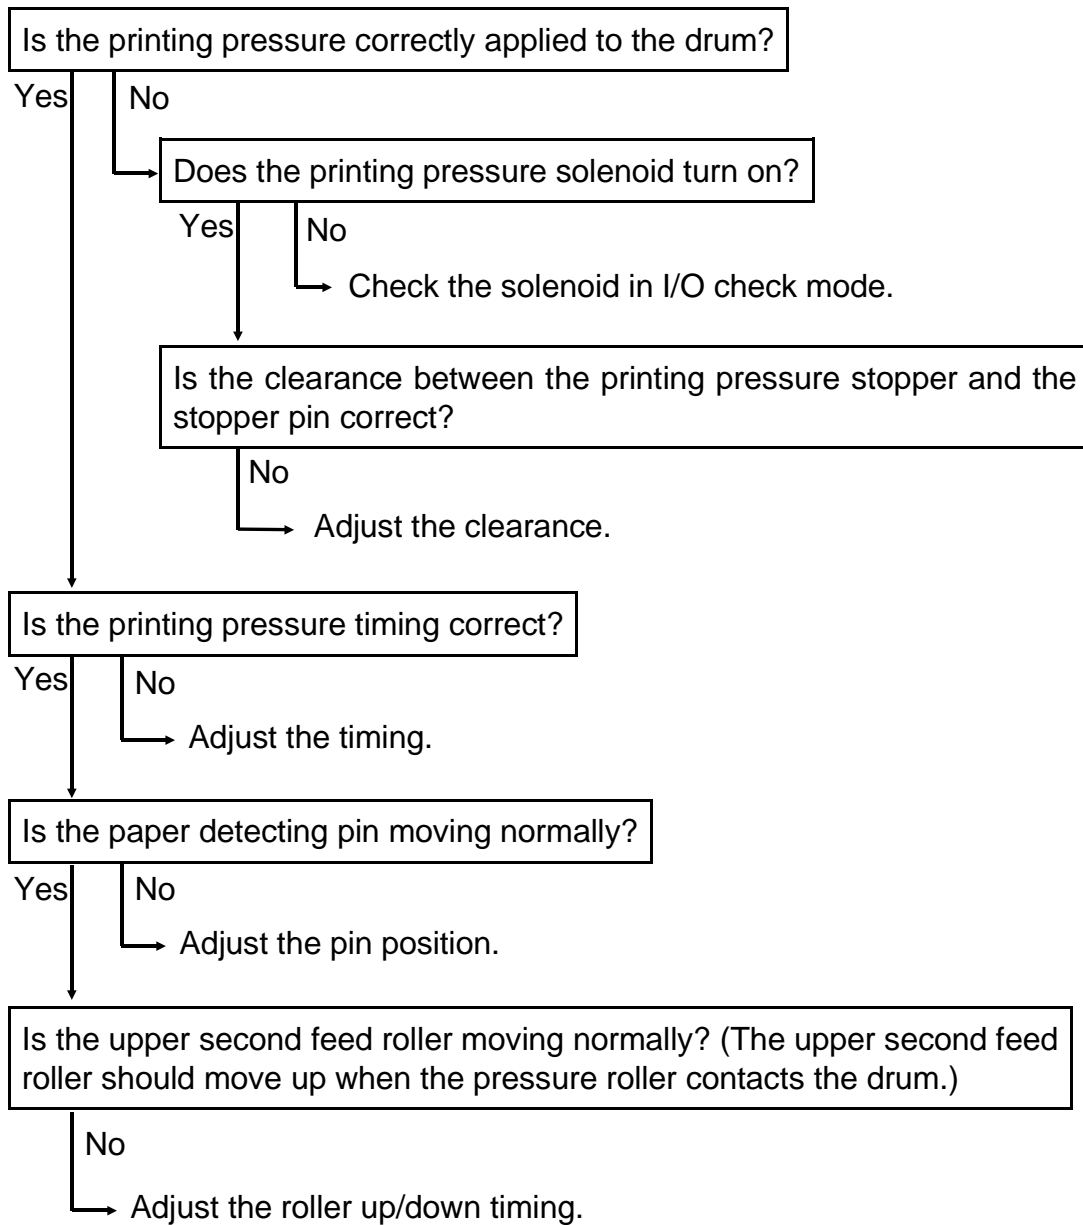 Is the printing pressure correctly applied to the drum?
Yes
No
Does the printing pressure solenoid turn on?
Yes
No
Check the solenoid in I/O check mode.
Is the clearance between the printing pressure stopper and the
stopper pin correct?
No
Adjust the clearance.
Is the printing pressure timing correct?
Yes
No
Adjust the timing.
Is the paper detecting pin moving normally?
Yes
No
Adjust the pin position.
Is the upper second feed roller moving normally? (The upper second feed
roller should move up when the pressure roller contacts the drum.)
No
Adjust the roller up/down timing.